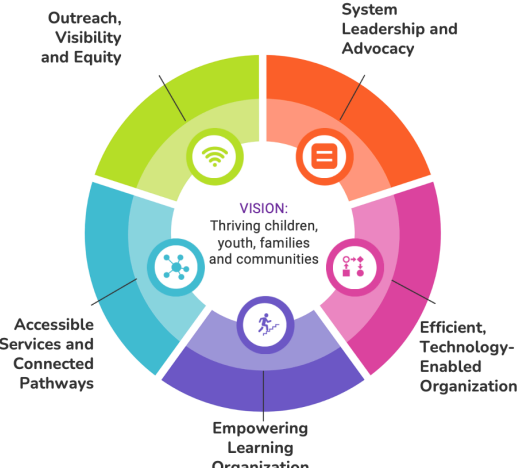 Outreach,
Visibility
and Equity
System
Leadership and
Advocacy
VISION:
Thriving children,
youth, families
and communities
Accessible
Services and
Connected
Pathways
Efficient,
Technology-
Enabled
Organization
Empowering
Learning
Organization